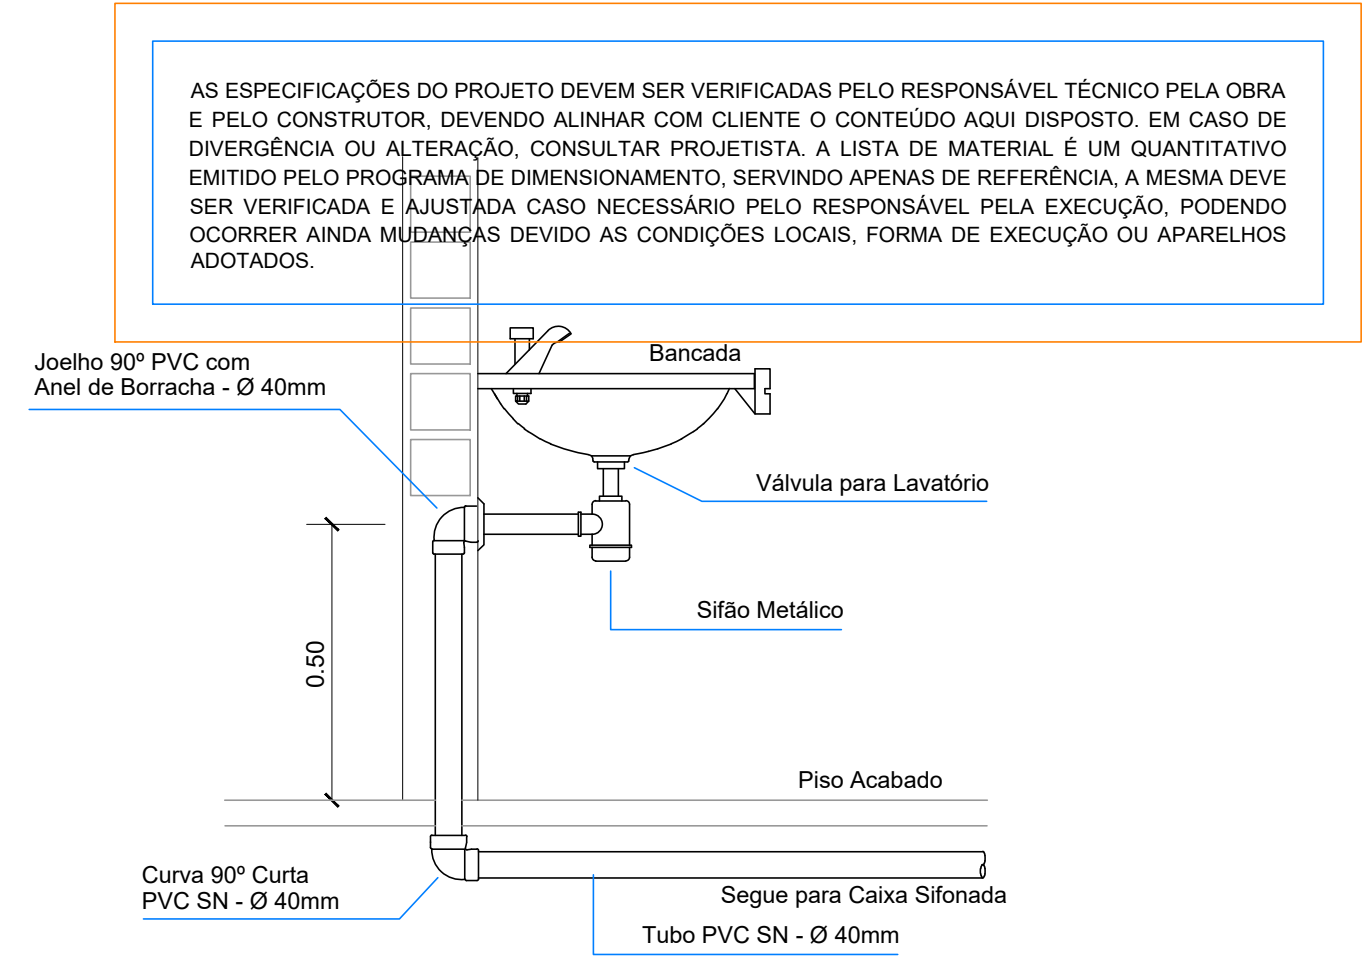 AS ESPECIFICAÇÕES DO PROJETO DEVEM SER VERIFICADAS PELO RESPONSÁVEL TÉCNICO PELA OBRA
E PELO CONSTRUTOR, DEVENDO ALINHAR COM CLIENTE O CONTEÚDO AQUI DISPOSTO. EM CASO DE
DIVERGÊNCIA OU ALTERAÇÃO, CONSULTAR PROJETISTA. A LISTA DE MATERIAL É UM QUANTITATIVO
EMITIDO PELO PROGRAMA DE DIMENSIONAMENTO, SERVINDO APENAS DE REFERÊNCIA, A MESMA DEVE
SER VERIFICADA E AJUSTADA CASO NECESSÁRIO PELO RESPONSÁVEL PELA EXECUÇÃO, PODENDO
OCORRER AINDA MUDANÇAS DEVIDO AS CONDIÇÕES LOCAIS, FORMA DE EXECUÇÃO OU APARELHOS
ADOTADOS.
Bancada
Joelho 90º PVC com
Anel de Borracha - Ø 40mm
Válvula para Lavatório
Sifão Metálico
0.50
Piso Acabado
Curva 90º Curta
PVC SN - Ø 40mm
Segue para Caixa Sifonada
Tubo PVC SN - Ø 40mm